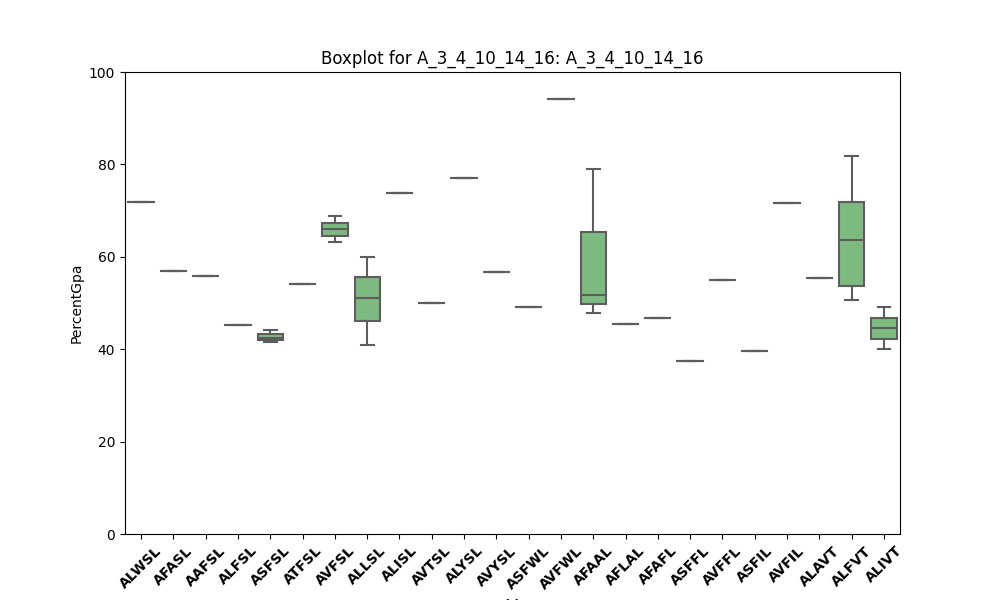 Boxplot for A_3_4_10_14_16: A_3_4_10_14_16
100
80
60
40
20
0
PercentGpa
ALWSL AFASL AAFSL ALFSL ASFSL ATFSL AVFSL ALLSL ALISL AVTSL ALYSL AVYSL ASFWL AVFWL AFAAL AFLAL AFAFL ASFFL AVFFL ASFIL AVFIL ALAVT ALFVT ALIVT